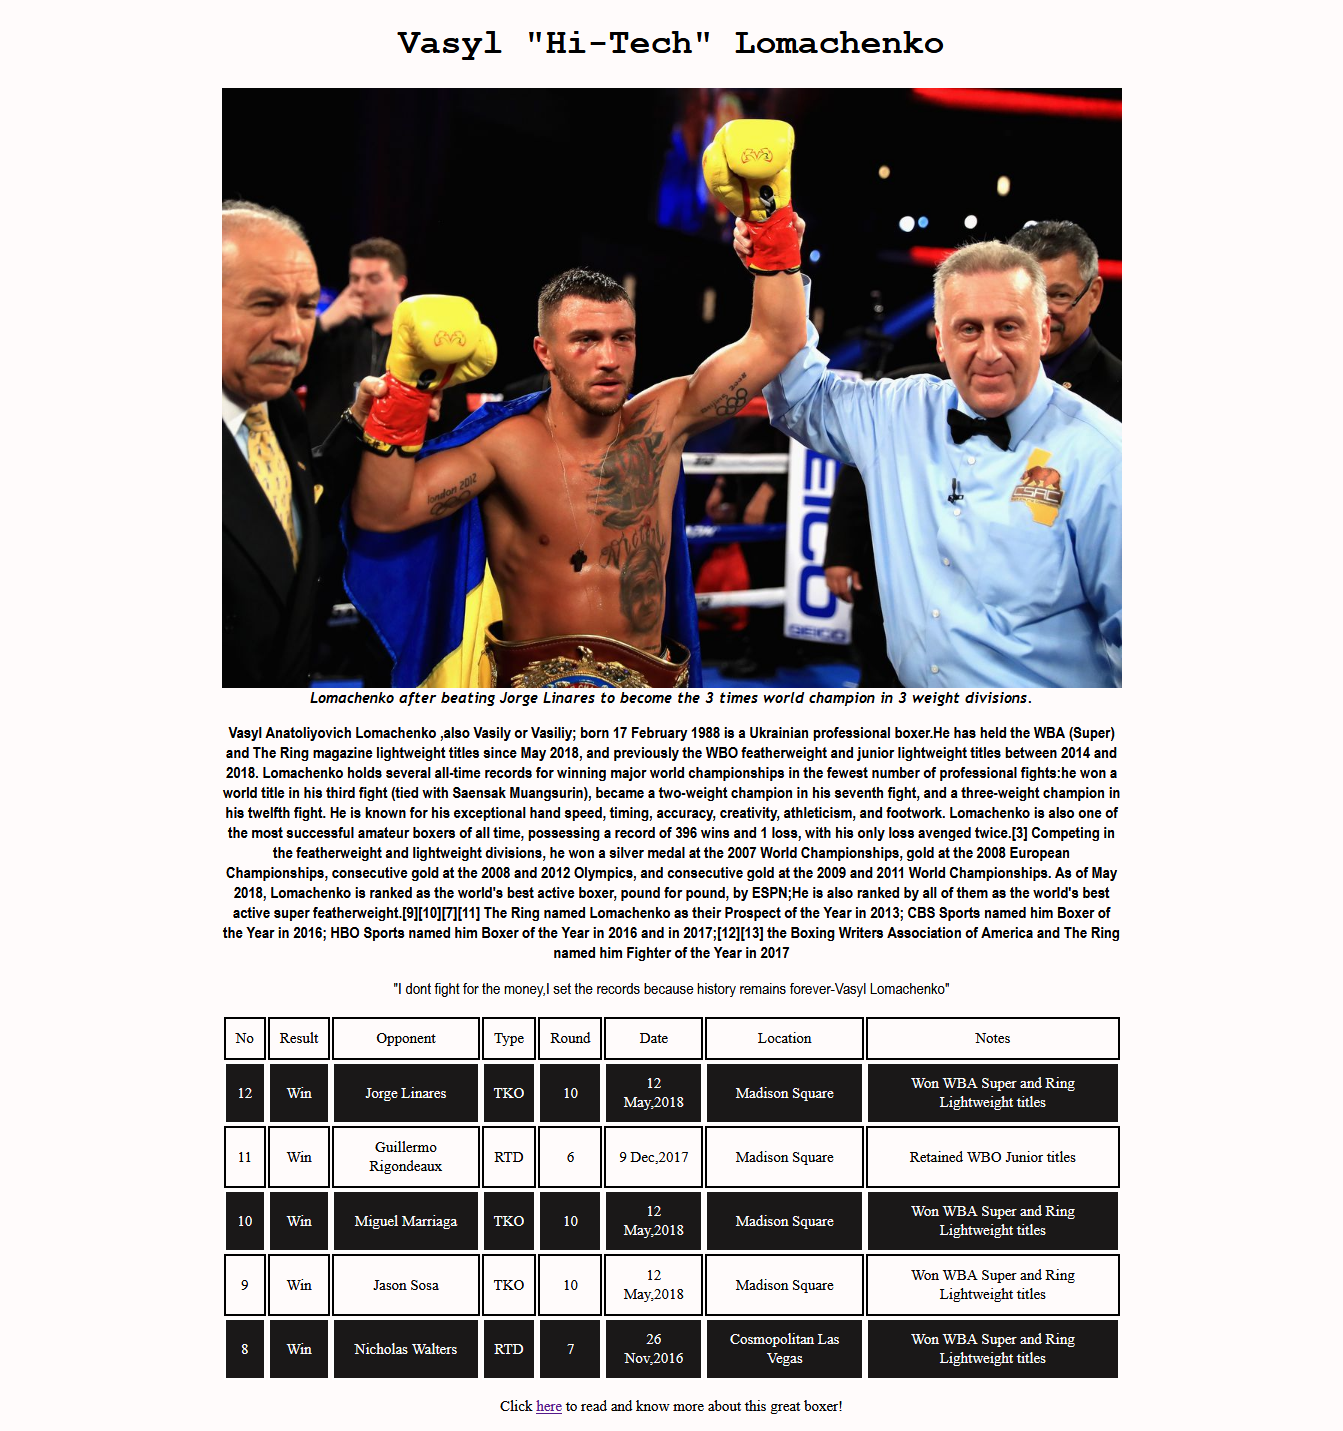 Vasyl "Hi-Tech" Lomachenko
london 2012
EICO
GEICO
CSAC
Lomachenko after beating Jorge Linares to become the 3 times world champion in 3 weight divisions.
Vasyl Anatoliyovich Lomachenko ,also Vasily or Vasiliy; born 17 February 1988 is a Ukrainian professional boxer.He has held the WBA (Super)
and The Ring magazine lightweight titles since May 2018, and previously the WBO featherweight and junior lightweight titles between 2014 and
2018. Lomachenko holds several all-time records for winning major world championships in the fewest number of professional fights:he won a
world title in his third fight (tied with Saensak Muangsurin), became a two-weight champion in his seventh fight, and a three-weight champion in
his twelfth fight. He is known for his exceptional hand speed, timing, accuracy, creativity, athleticism, and footwork. Lomachenko is also one of
the most successful amateur boxers of all time, possessing a record of 396 wins and 1 loss, with his only loss avenged twice.[3] Competing in
the featherweight and lightweight divisions, he won a silver medal at the 2007 World Championships, gold at the 2008 European
Championships, consecutive gold at the 2008 and 2012 Olympics, and consecutive gold at the 2009 and 2011 World Championships. As of May
2018, Lomachenko is ranked as the world's best active boxer, pound for pound, by ESPN;He is also ranked by all of them as the world's best
active super featherweight.[9][10][7][11] The Ring named Lomachenko as their Prospect of the Year in 2013; CBS Sports named him Boxer of
the Year in 2016; HBO Sports named him Boxer of the Year in 2016 and in 2017;[12][13] the Boxing Writers Association of America and The Ring
named him Fighter of the Year in 2017
"I dont fight for the money,I set the records because history remains forever-Vasyl Lomachenko"
No Result Opponent Type Round Date Location Notes
12 Win Jorge Linares TKO 10 12 May,2018 Madison Square Won WBA Super and Ring Lightweight titles
11 Win Guillermo Rigondeaux RTD 6 9 Dec,2017 Madison Square Retained WBO Junior titles
10 Win Miguel Marriaga TKO 10 12 May,2018 Madison Square Won WBA Super and Ring Lightweight titles
9 Win Jason Sosa TKO 10 12 May,2018 Madison Square Won WBA Super and Ring Lightweight titles
8 Win Nicholas Walters RTD 7 26 Nov,2016 Cosmopolitan Las Vegas Won WBA Super and Ring Lightweight titles
Click here to read and know more about this great boxer!